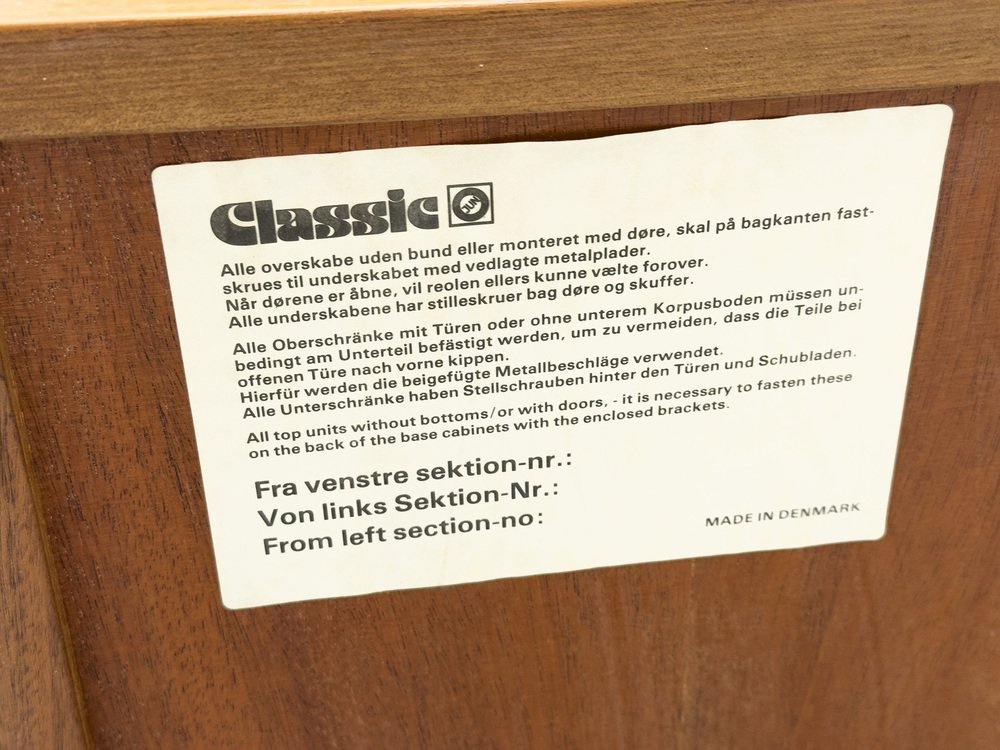 Classic JUN
Alle overskabe uden bund eller monteret med døre, skal på bagkanten fast-
skrues til underskabet med vedlagte metalplader.
Når dørene er åbne, vil reolen ellers kunne vælte forover.
Alle underskabene har stilleskruer bag døre og skuffer.
Alle Oberschränke mit Türen oder ohne unterem Korpusboden müssen un-
bedingt am Unterteil befästigt werden, um zu vermeiden, dass die Teile bei
offenen Türe nach vorne kippen.
Hierfür werden die beigefügte Metallbeschläge verwendet.
Alle Unterschränke haben Stellschrauben hinter den Türen und Schubladen.
All top units without bottoms/or with doors, - it is necessary to fasten these
on the back of the base cabinets with the enclosed brackets.
Fra venstre sektion-nr.:
Von links Sektion-Nr.:
From left section-no:
MADE IN DENMARK